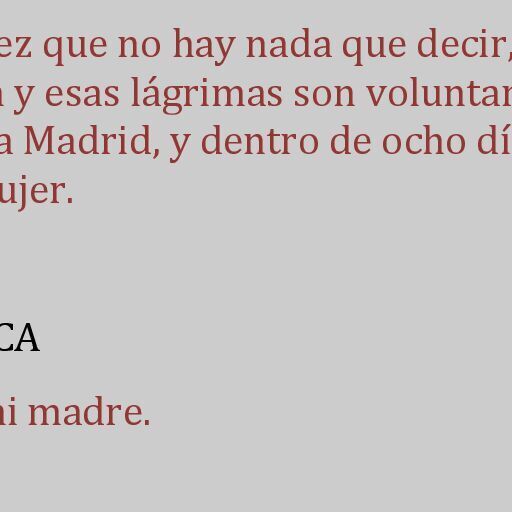 ez que no hay nada que decir,
y esas lágrimas son voluntar
a Madrid, y dentro de ocho dí
ujer.
CA
mi madre.